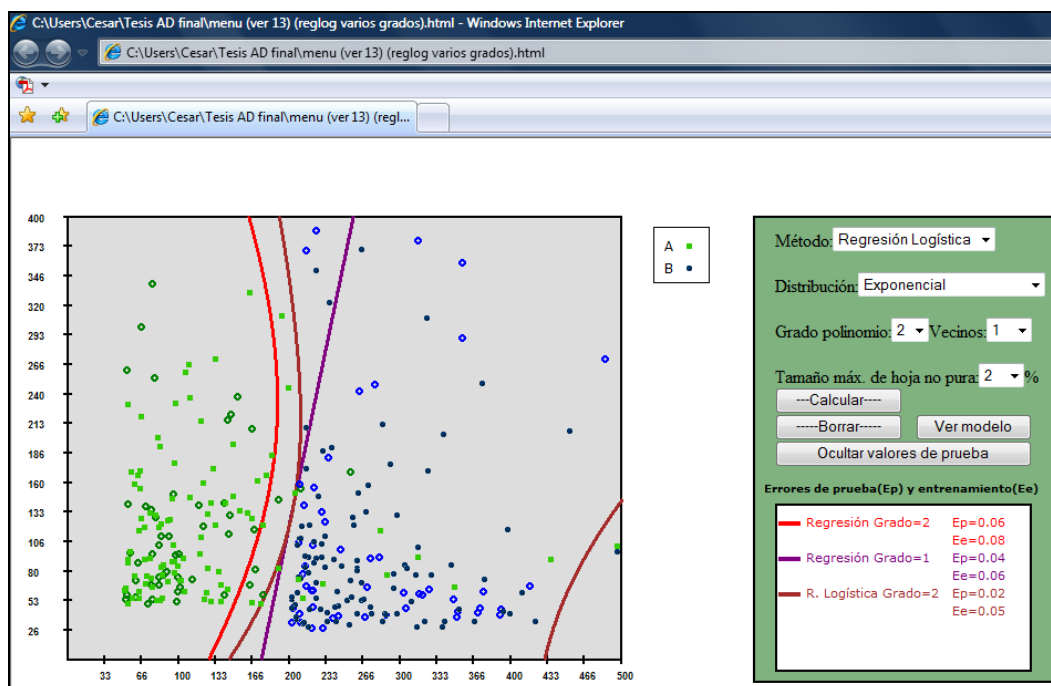 C:\Users\Cesar\Tesis AD final\menu (ver 13) (reglog varios grados).html - Windows Internet Explorer
C:\Users\Cesar\Tesis AD final\menu (ver 13) (reglog varios grados).html
C:\Users\Cesar\Tesis AD final\menu (ver 13) (regl...
400
373
346
320
293
266
240
213
186
160
133
106
80
53
26
33 66 100 133 166 200 233 266 300 333 366 400 433 466 500
A
B
Método: Regresión Logística
Distribución: Exponencial
Grado polinomio: 2 Vecinos: 1
Tamaño máx. de hoja no pura: 2 %
---Calcular----
-----Borrar----- Ver modelo
Ocultar valores de prueba
Errores de prueba(Ep) y entrenamiento(Ee)
Regresión Grado=2 Ep=0.06
Ee=0.08
Regresión Grado=1 Ep=0.04
Ee=0.06
R. Logística Grado=2 Ep=0.02
Ee=0.05